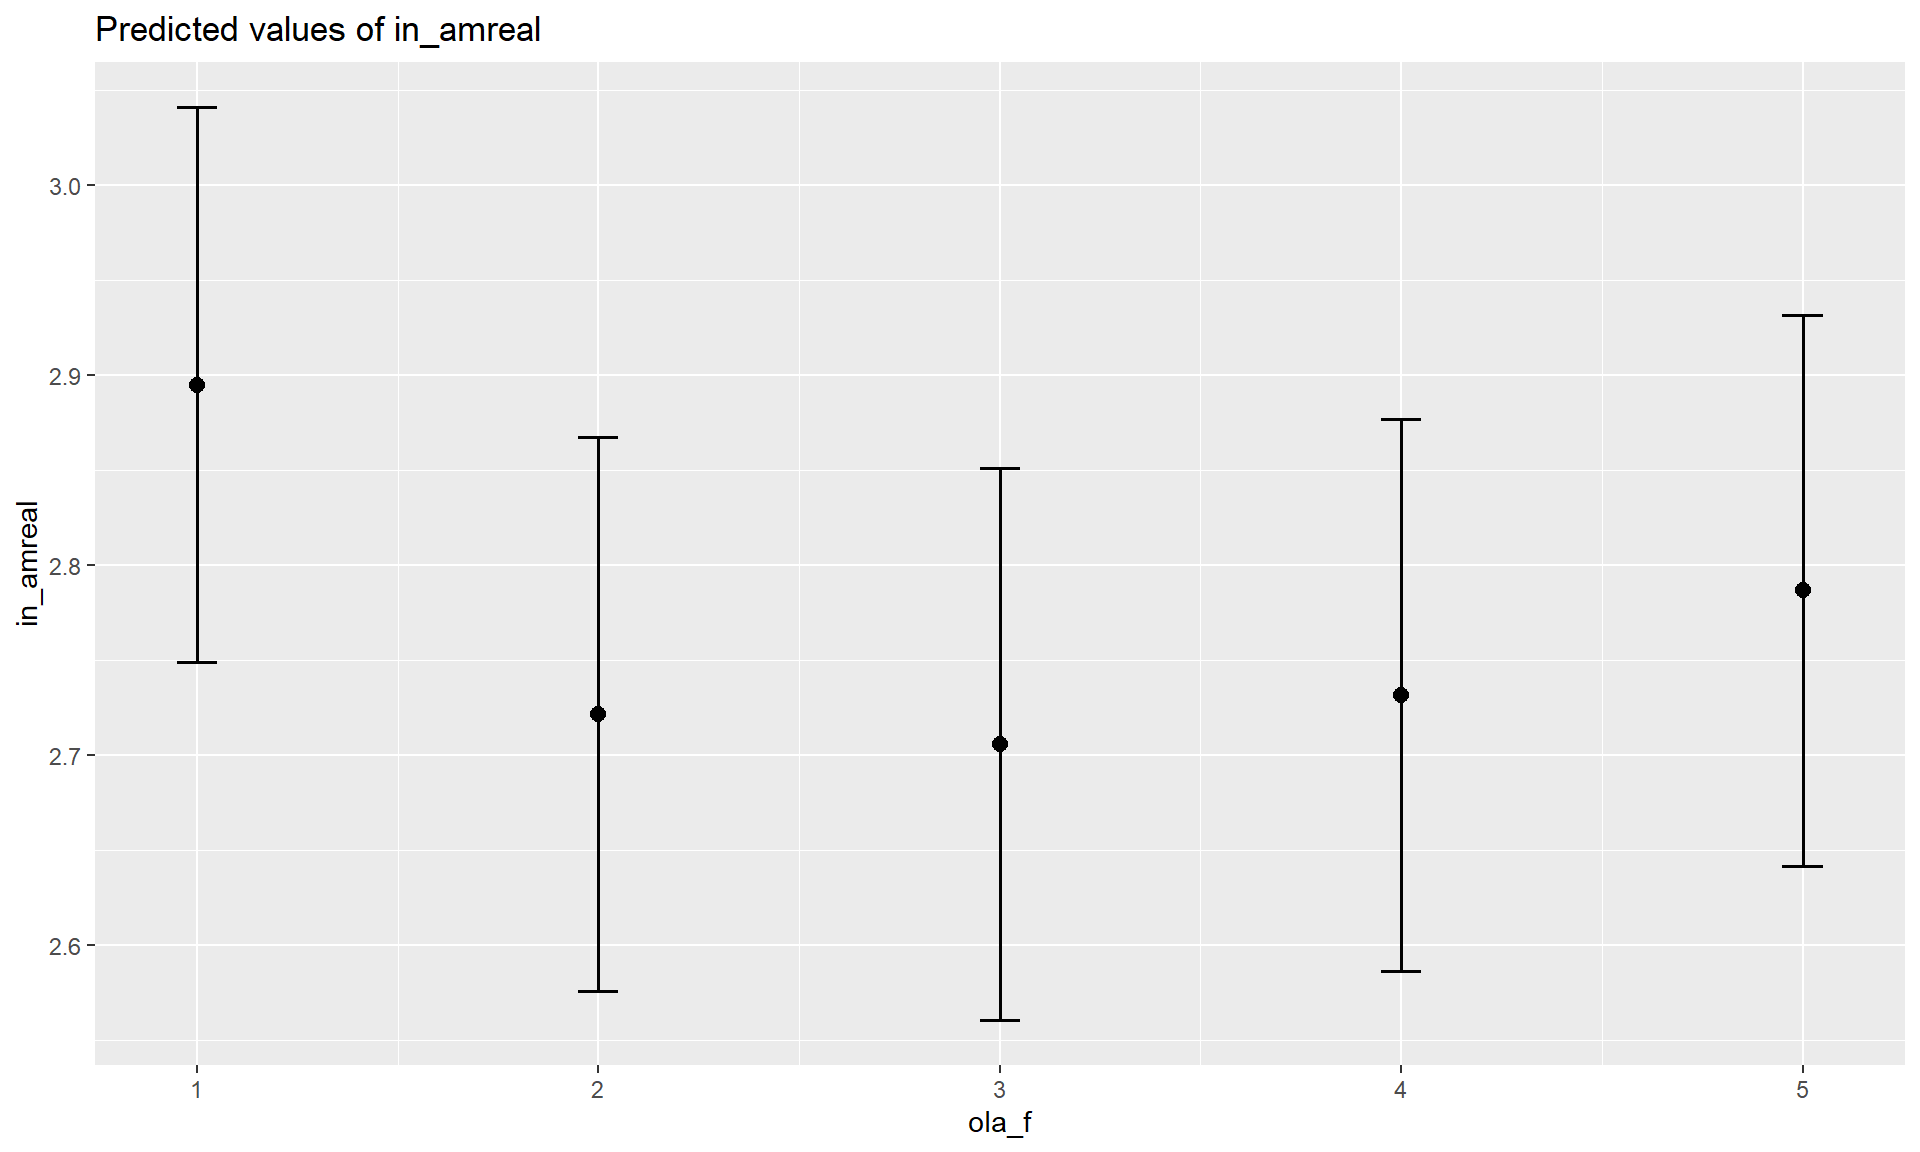 Predicted values of in_amreal
3.0
2.9
2.8
2.7
2.6
in_amreal
1 2 3 4 5
ola_f